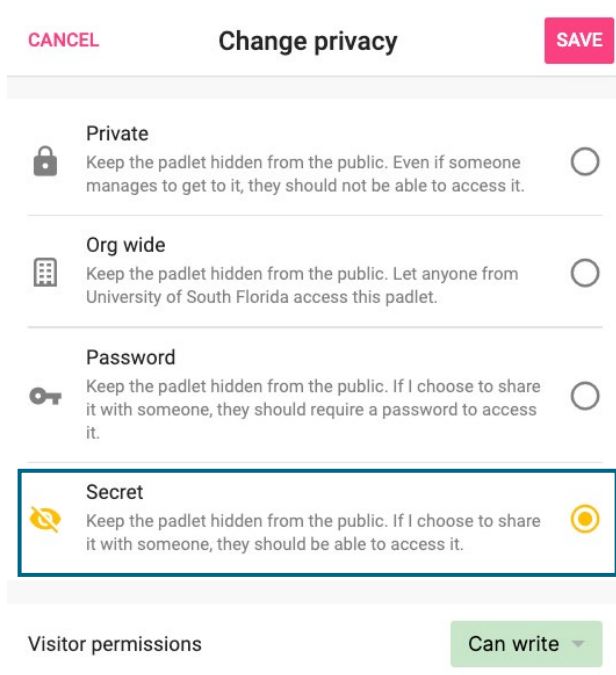 CANCEL Change privacy SAVE
Private
Keep the padlet hidden from the public. Even if someone
manages to get to it, they should not be able to access it.
Org wide
Keep the padlet hidden from the public. Let anyone from
University of South Florida access this padlet.
Password
Keep the padlet hidden from the public. If I choose to share
it with someone, they should require a password to access
it.
Secret
Keep the padlet hidden from the public. If I choose to share
it with someone, they should be able to access it.
Visitor permissions Can write